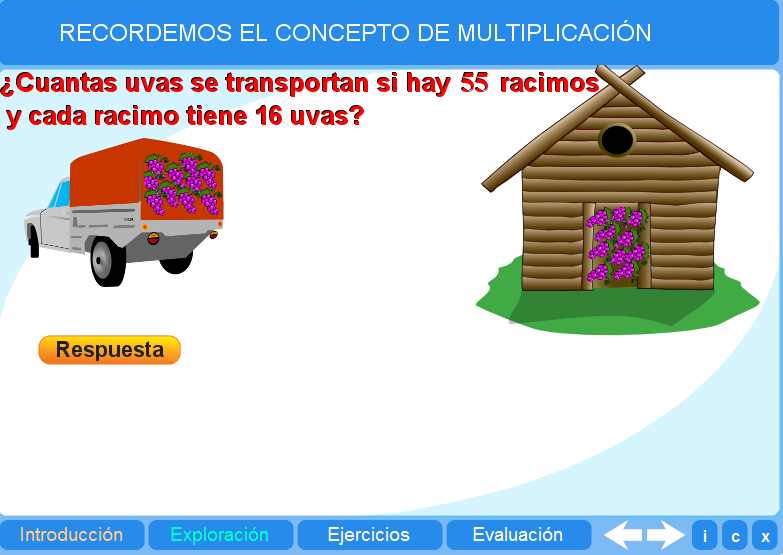 RECORDEMOS EL CONCEPTO DE MULTIPLICACIÓN
¿Cuantas uvas se transportan si hay 55 racimos
y cada racimo tiene 16 uvas?
Respuesta
Introducción Exploración Ejercicios Evaluación i c x